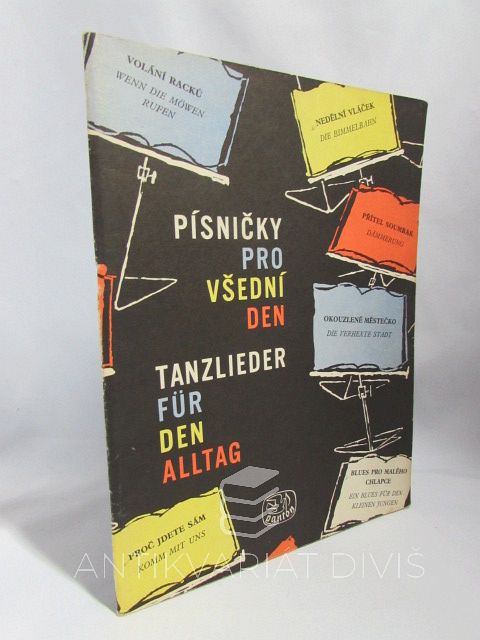 VOLÁNÍ RACKŮ
WENN DIE MÖWEN
RUFEN
NEDĚLNÍ VLÁČEK
DIE BIMMELBAHN
PŘÍTEL SOUMRAK
DÄMMERUNG
PÍSNIČKY
PRO
VŠEDNÍ
DEN
OKOUZLENÉ MĚSTEČKO
DIE VERHEXTE STADT
TANZLIEDER
FÜR
DEN
ALLTAG
BLUES PRO MALÉHO
CHLAPCE
EIN BLUES FÜR DEN
KLEINEN JUNGEN
panton
PROČ JDETE SÁM
KOMM MIT UNS
ANTIKVARIÁT DIVIŠ